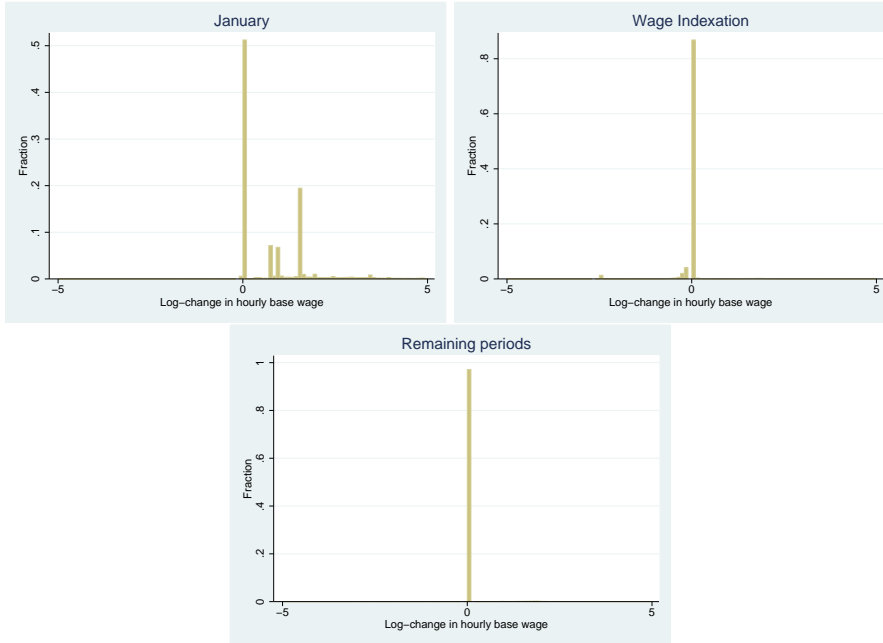 January
.5
.4
.3
.2
.1
0
Fraction
−5 0 5
Log−change in hourly base wage
Wage Indexation
.8
.6
.4
.2
0
Fraction
−5 0 5
Log−change in hourly base wage
Remaining periods
1
.8
.6
.4
.2
0
Fraction
−5 0 5
Log−change in hourly base wage